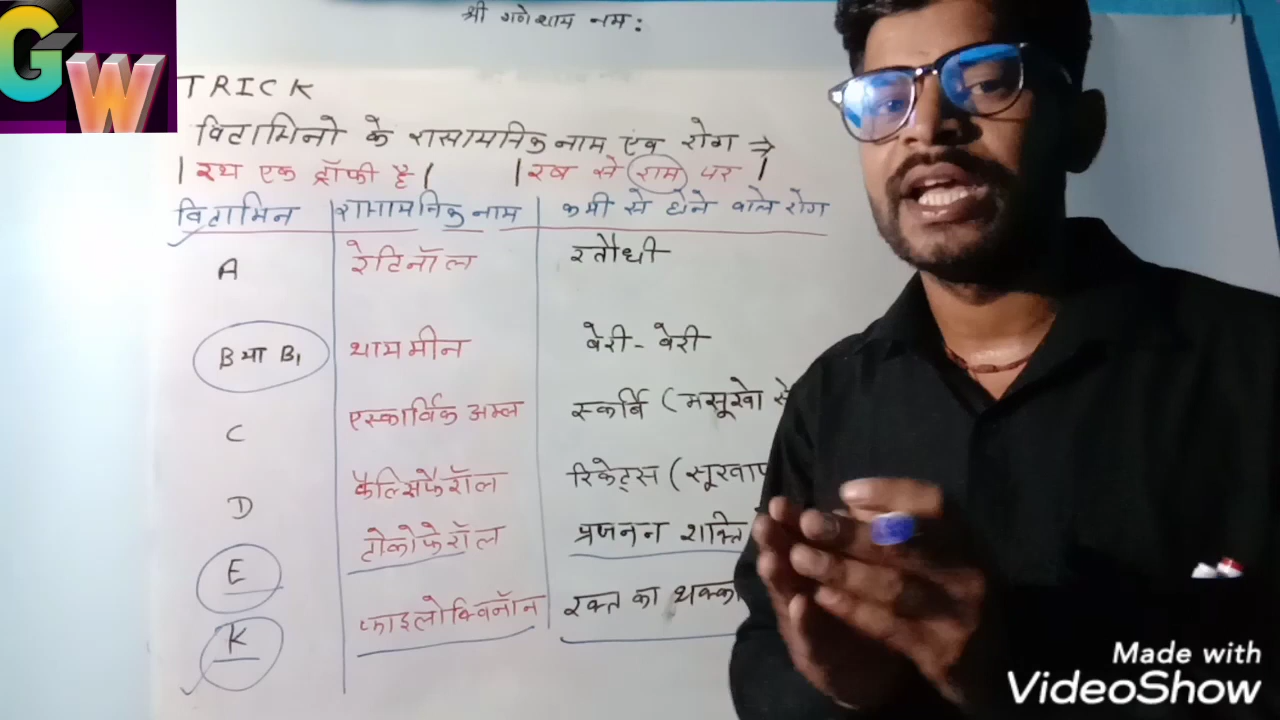 श्री गणेशाय नम:
GW
TRICK
विटामिनो के रासायनिक नाम एंव रोग ⇒
|रथ एक ट्रॉफी है| |रब से राम पर|
विटामिन रासायनिक नाम कमी से होने वाले रोग
A रेटिनॉल रतौंधी
B या B1 थायमीन बेरी-बेरी
C एस्कार्विक अम्ल स्कर्वि (मसूखो से
D कैल्सिफेरॉल रिकेट्स (सूखा
E टोकोफेरॉल प्रजनन शक्ति
K फाइलोक्विनॉन रक्त का थक्का
Made with
VideoShow